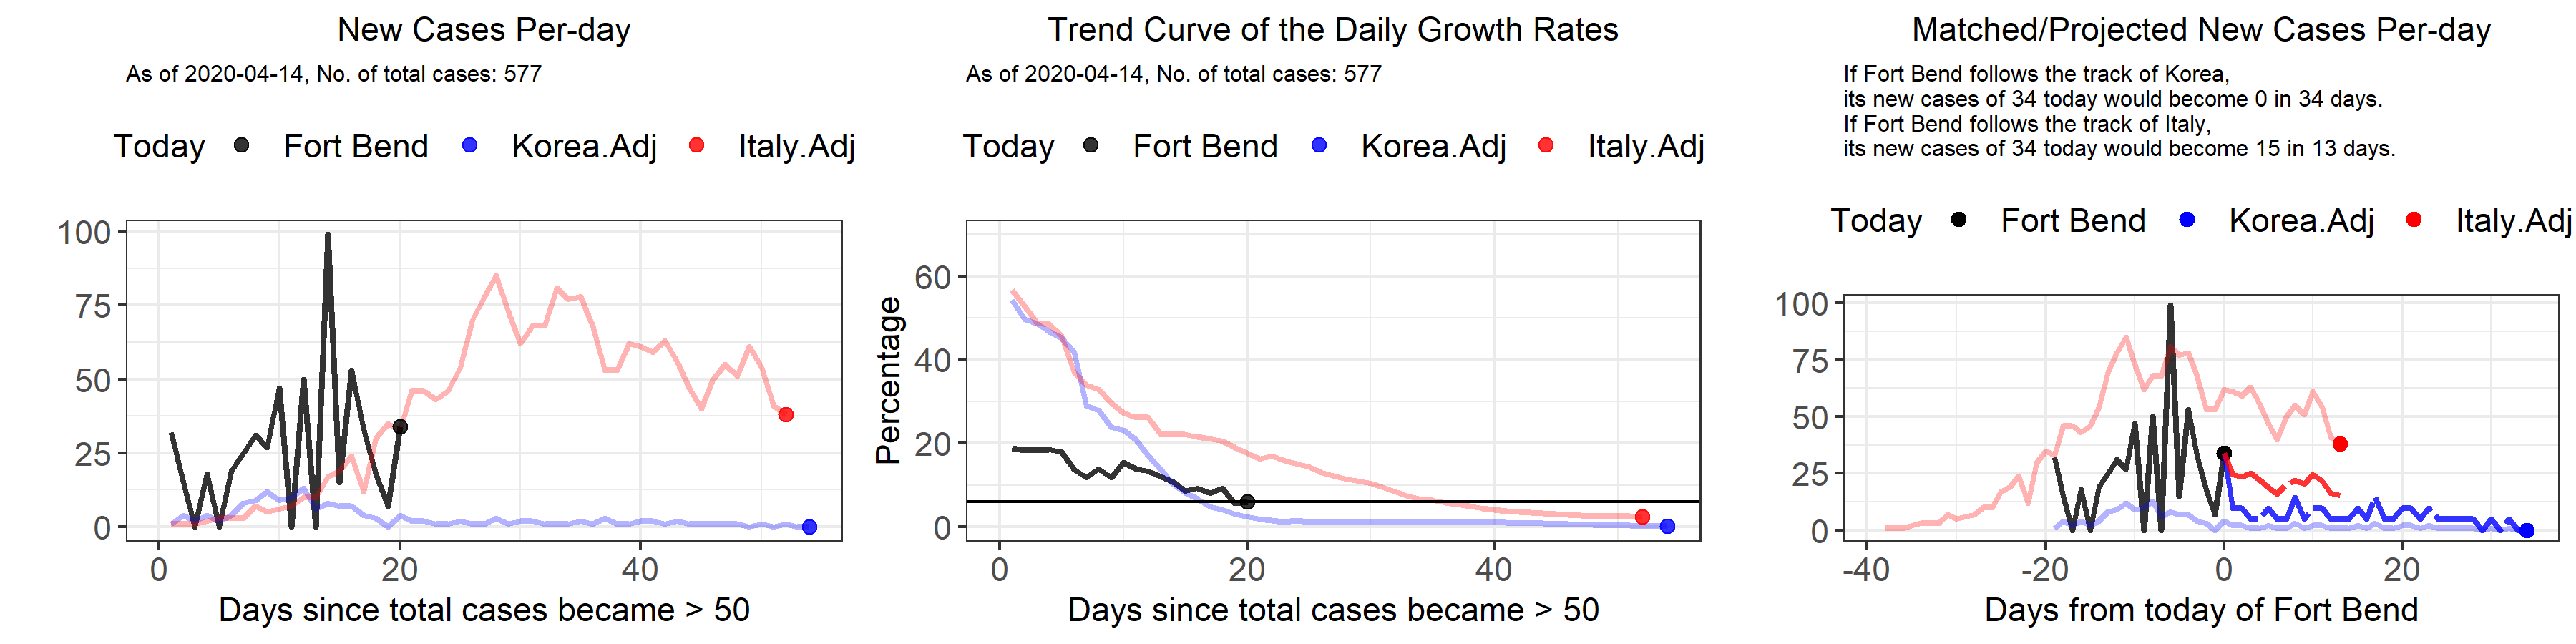 New Cases Per-day
As of 2020-04-14, No. of total cases: 577
Today Fort Bend Korea.Adj Italy.Adj
100
75
50
25
0
0 20 40
Days since total cases became > 50
Trend Curve of the Daily Growth Rates
As of 2020-04-14, No. of total cases: 577
Today Fort Bend Korea.Adj Italy.Adj
Percentage
60
40
20
0
0 20 40
Days since total cases became > 50
Matched/Projected New Cases Per-day
If Fort Bend follows the track of Korea,
its new cases of 34 today would become 0 in 34 days.
If Fort Bend follows the track of Italy,
its new cases of 34 today would become 15 in 13 days.
Today Fort Bend Korea.Adj Italy.Adj
100
75
50
25
0
-40 -20 0 20
Days from today of Fort Bend